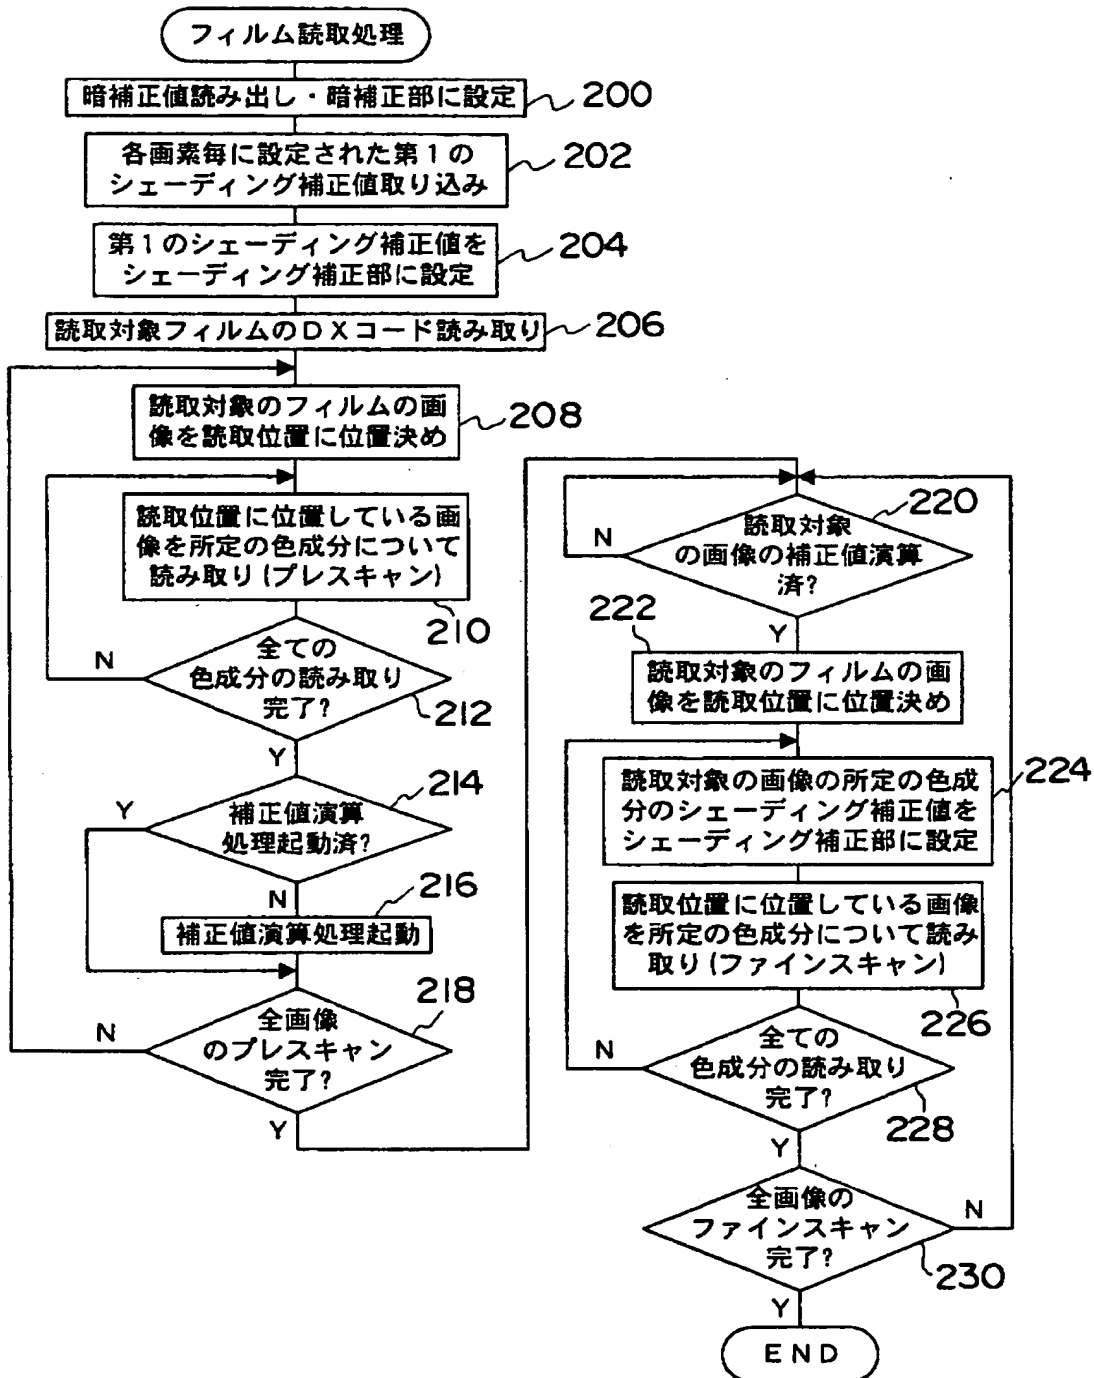 フィルム読取処理
暗補正値読み出し・暗補正部に設定
200
各画素毎に設定された第1の
シェーディング補正値取り込み
202
第1のシェーディング補正値を
シェーディング補正部に設定
204
読取対象フィルムのDXコード読み取り
206
読取対象のフィルムの画
像を読取位置に位置決め
208
読取位置に位置している画
像を所定の色成分について
読み取り(プレスキャン)
210
全ての
色成分の読み取り
完了?
N
212
Y
補正値演算
処理起動済?
214
Y
N
216
補正値演算処理起動
全画像
のプレスキャン
完了?
218
N
Y
読取対象
の画像の補正値演算
済?
220
N
Y
222
読取対象のフィルムの画
像を読取位置に位置決め
読取対象の画像の所定の色成
分のシェーディング補正値を
シェーディング補正部に設定
224
読取位置に位置している画像
を所定の色成分について読み
取り(ファインスキャン)
226
全ての
色成分の読み取り
完了?
N
228
Y
全画像の
ファインスキャン
完了?
N
230
Y
END